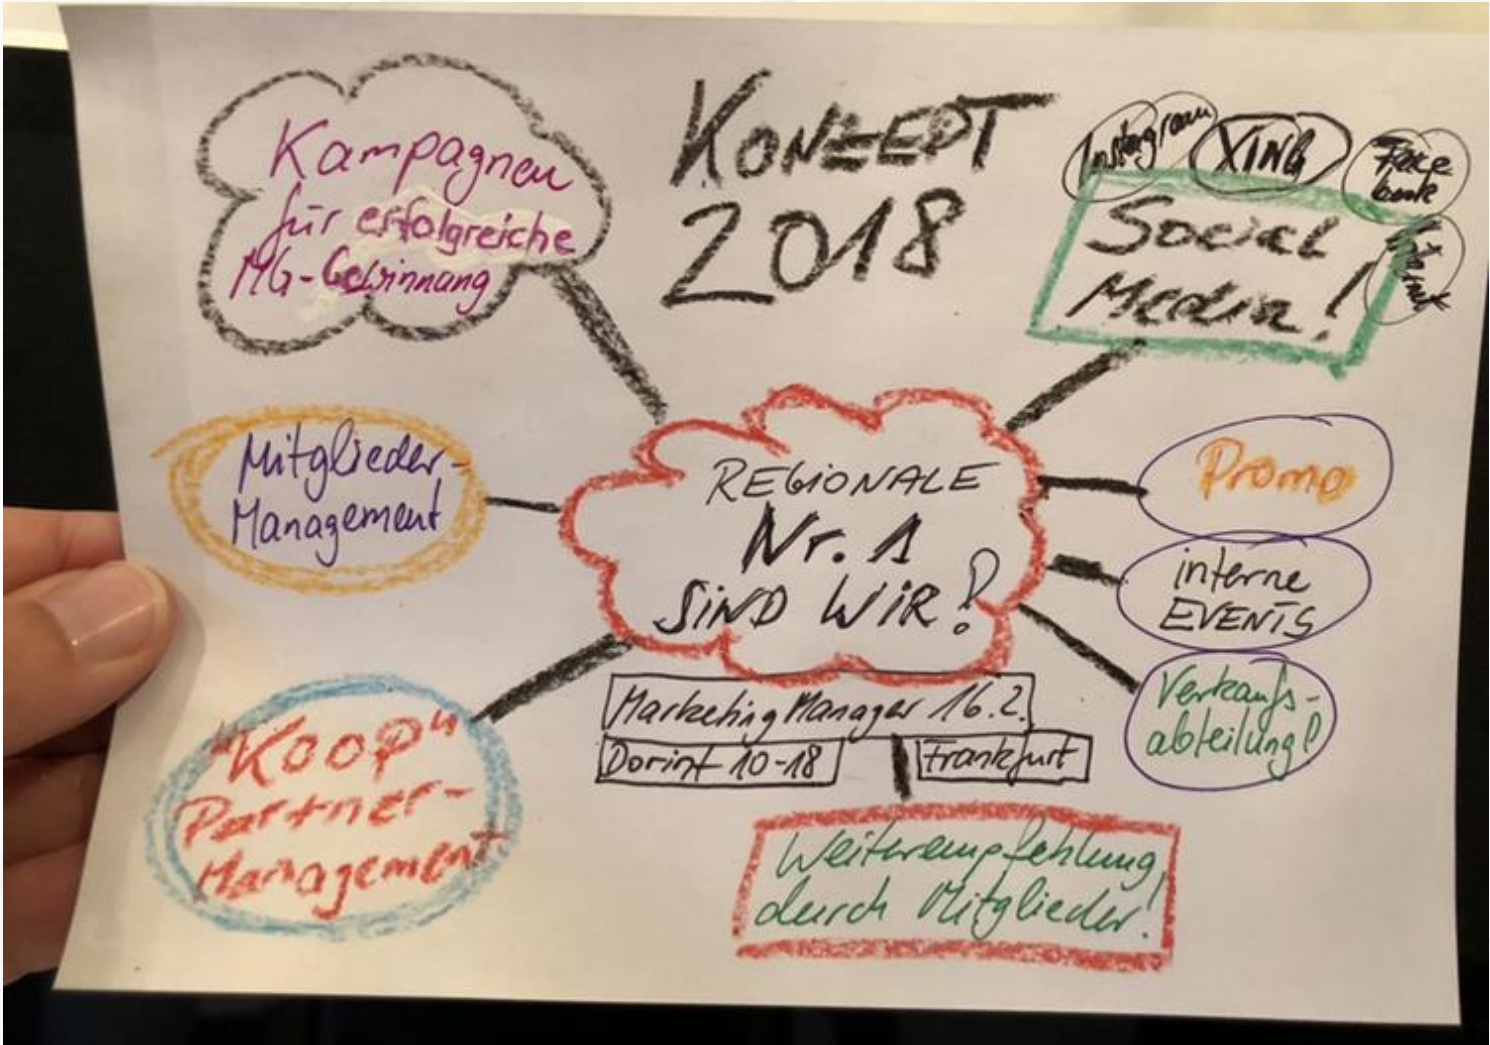 KONZEPT
2018
Kampagnen
für erfolgreiche
MG-Gewinnung
Instagram
XING
Face
book
Social
Media!
Mitglieder-
Management
REGIONALE
Nr. 1
SIND WIR!
Promo
interne
EVENTS
Verkaufs-
abteilung!
"KOOP"
Partner-
Management
Marketing Manager 16.2.
Dorint 10-18
Frankfurt
Weiterempfehlung
durch Mitglieder!